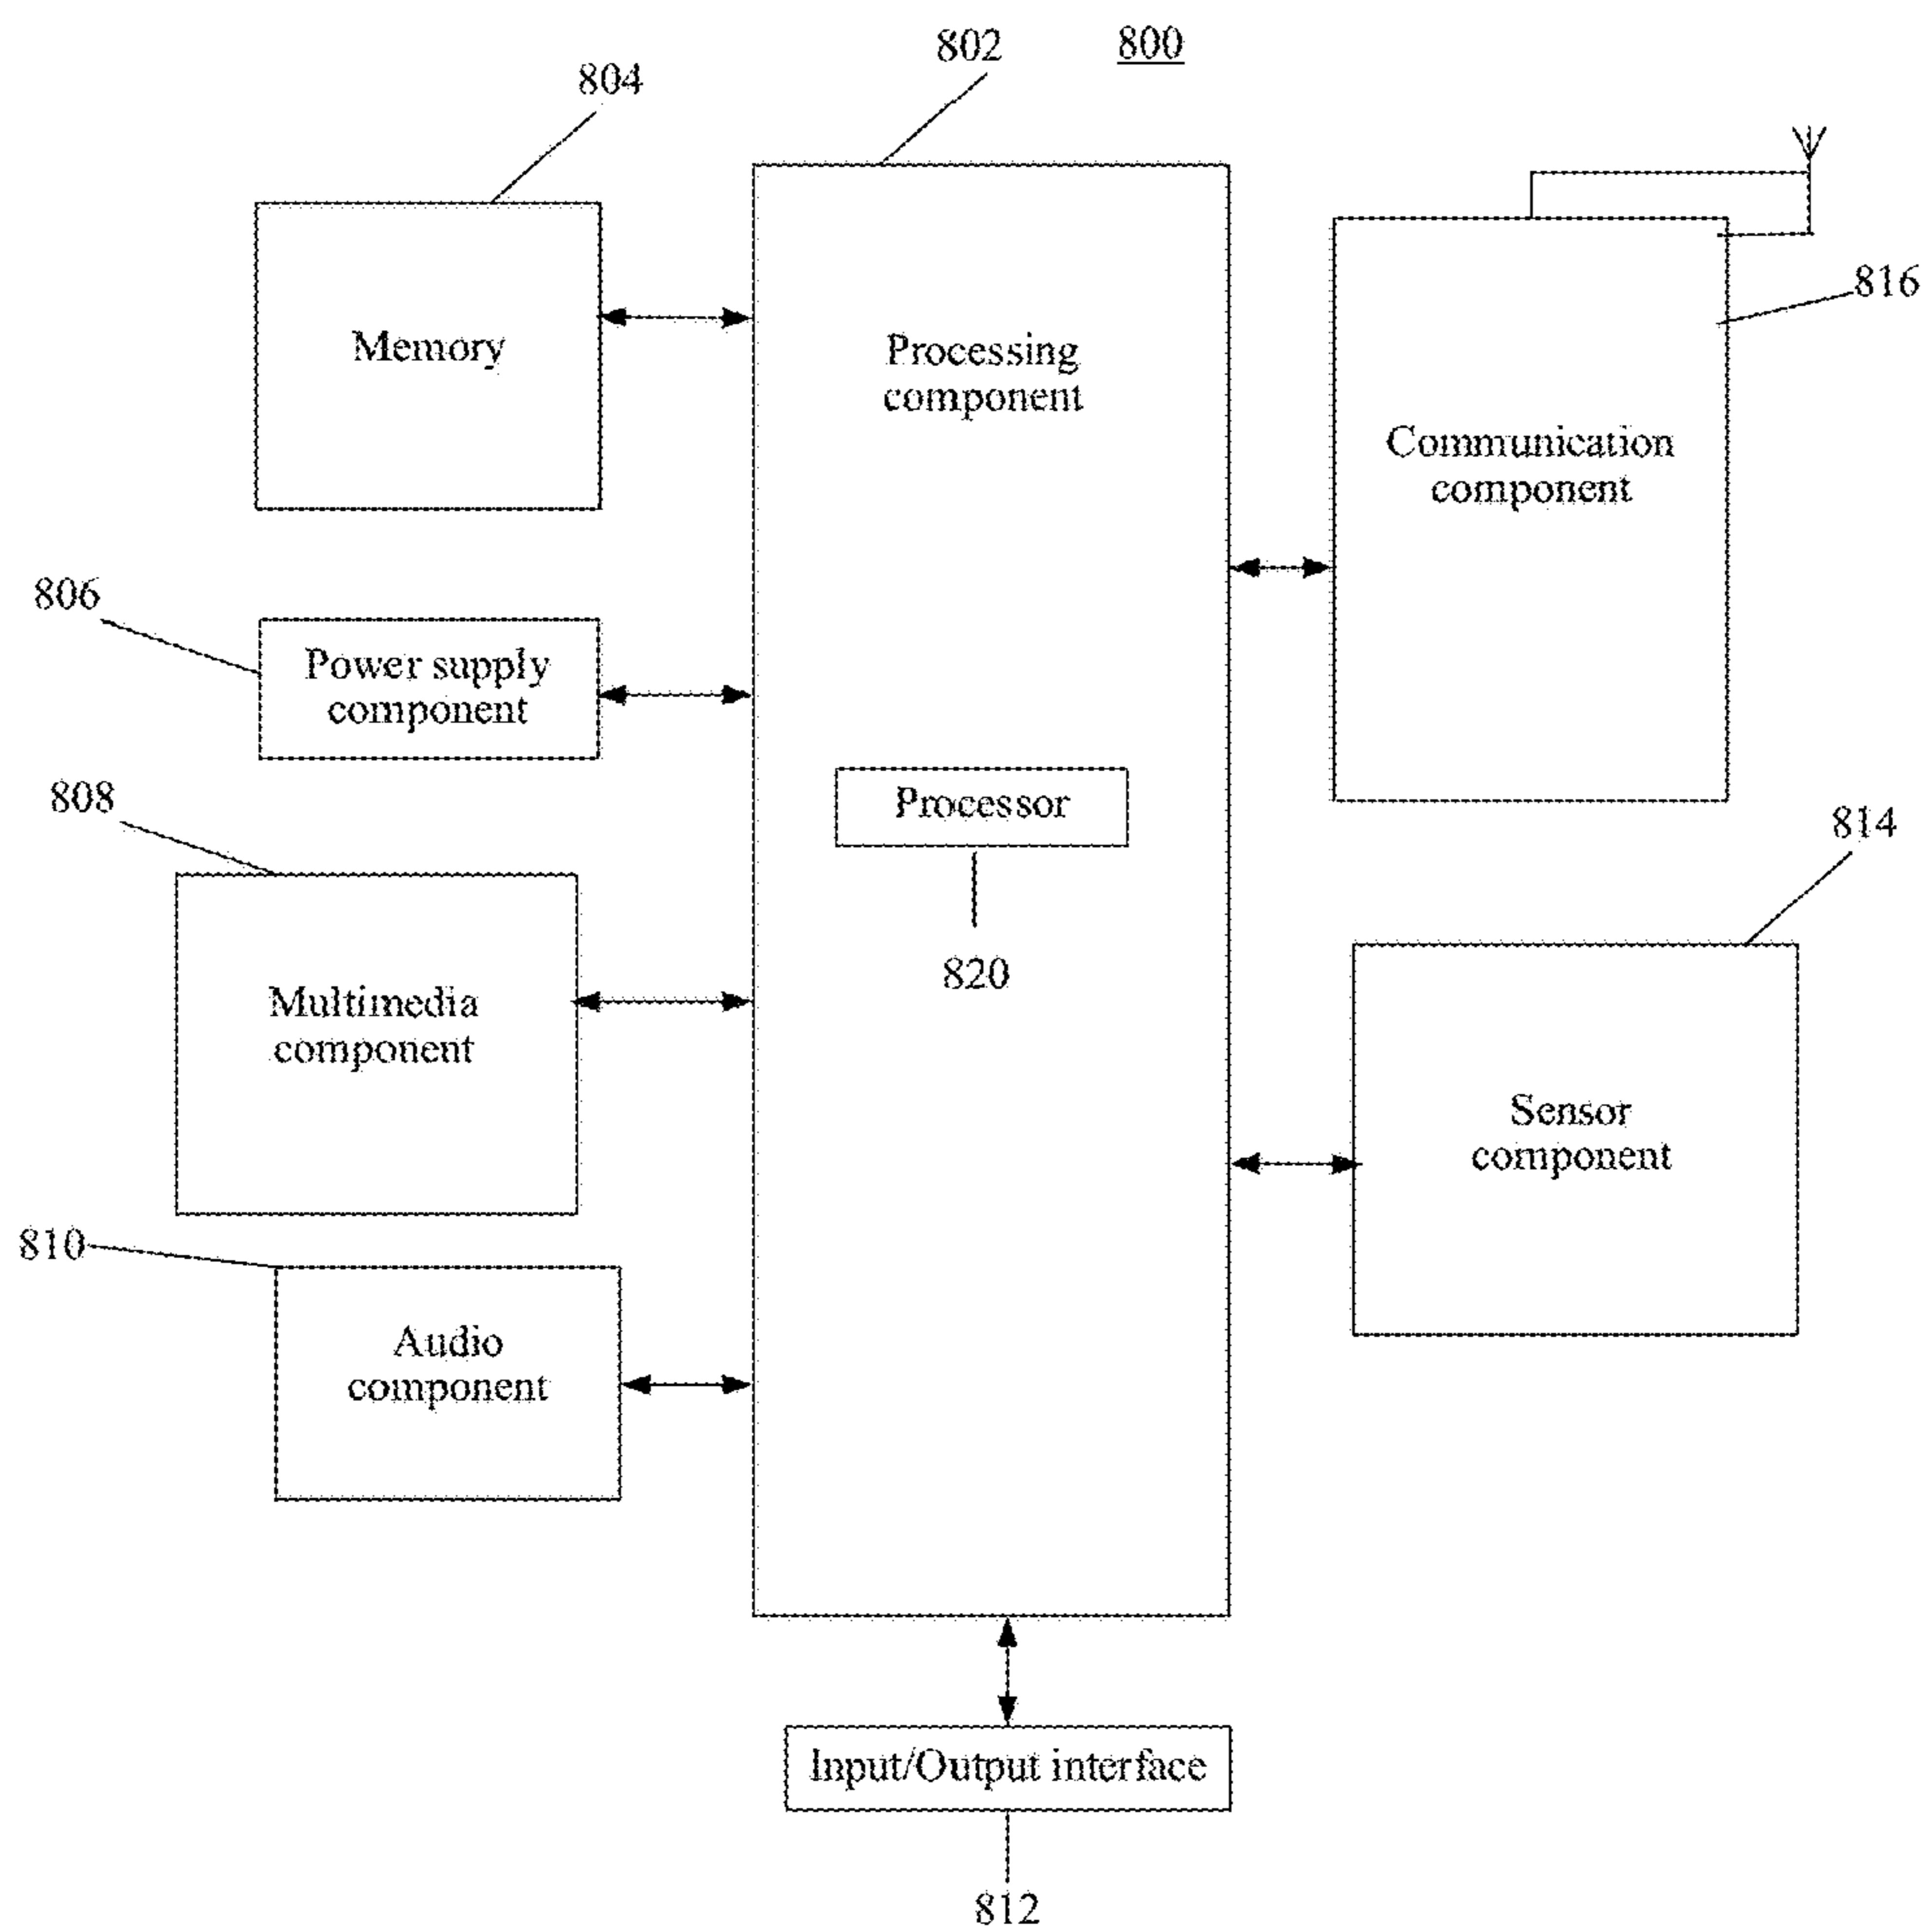 802
800
804
816
Memory
Processing
component
Communication
component
806
Power supply
component
808
Processor
814
820
Multimedia
component
Sensor
component
810
Audio
component
Input/Output interface
812